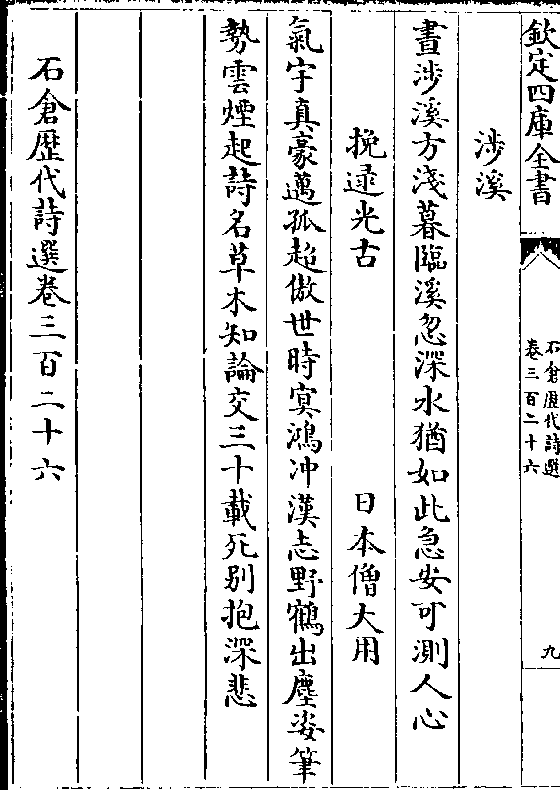 欽定四庫全書
石倉歷代詩選
卷三百二十六
九
涉溪
晝涉溪方淺暮臨溪忽深水猶如此急安可測人心
挽逯光古
日本僧大用
氣宇真豪邁孤超傲世時㝠鴻冲漢志野鶴出塵姿筆
勢雲煙起詩名草木知論交三十載死别抱深悲
石倉歷代詩選卷三百二十六